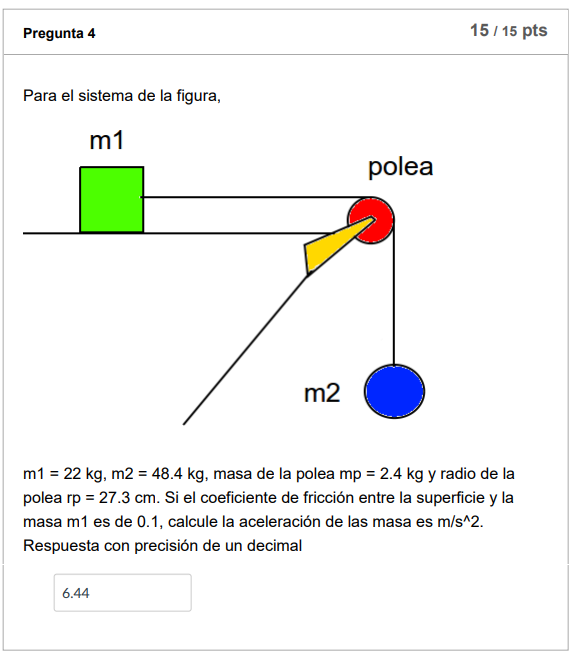 Pregunta 4
15 / 15 pts
Para el sistema de la figura,
m1
polea
m2
m1 = 22 kg, m2 = 48.4 kg, masa de la polea mp = 2.4 kg y radio de la
polea rp = 27.3 cm. Si el coeficiente de fricción entre la superficie y la
masa m1 es de 0.1, calcule la aceleración de las masa es m/s^2.
Respuesta con precisión de un decimal
6.44